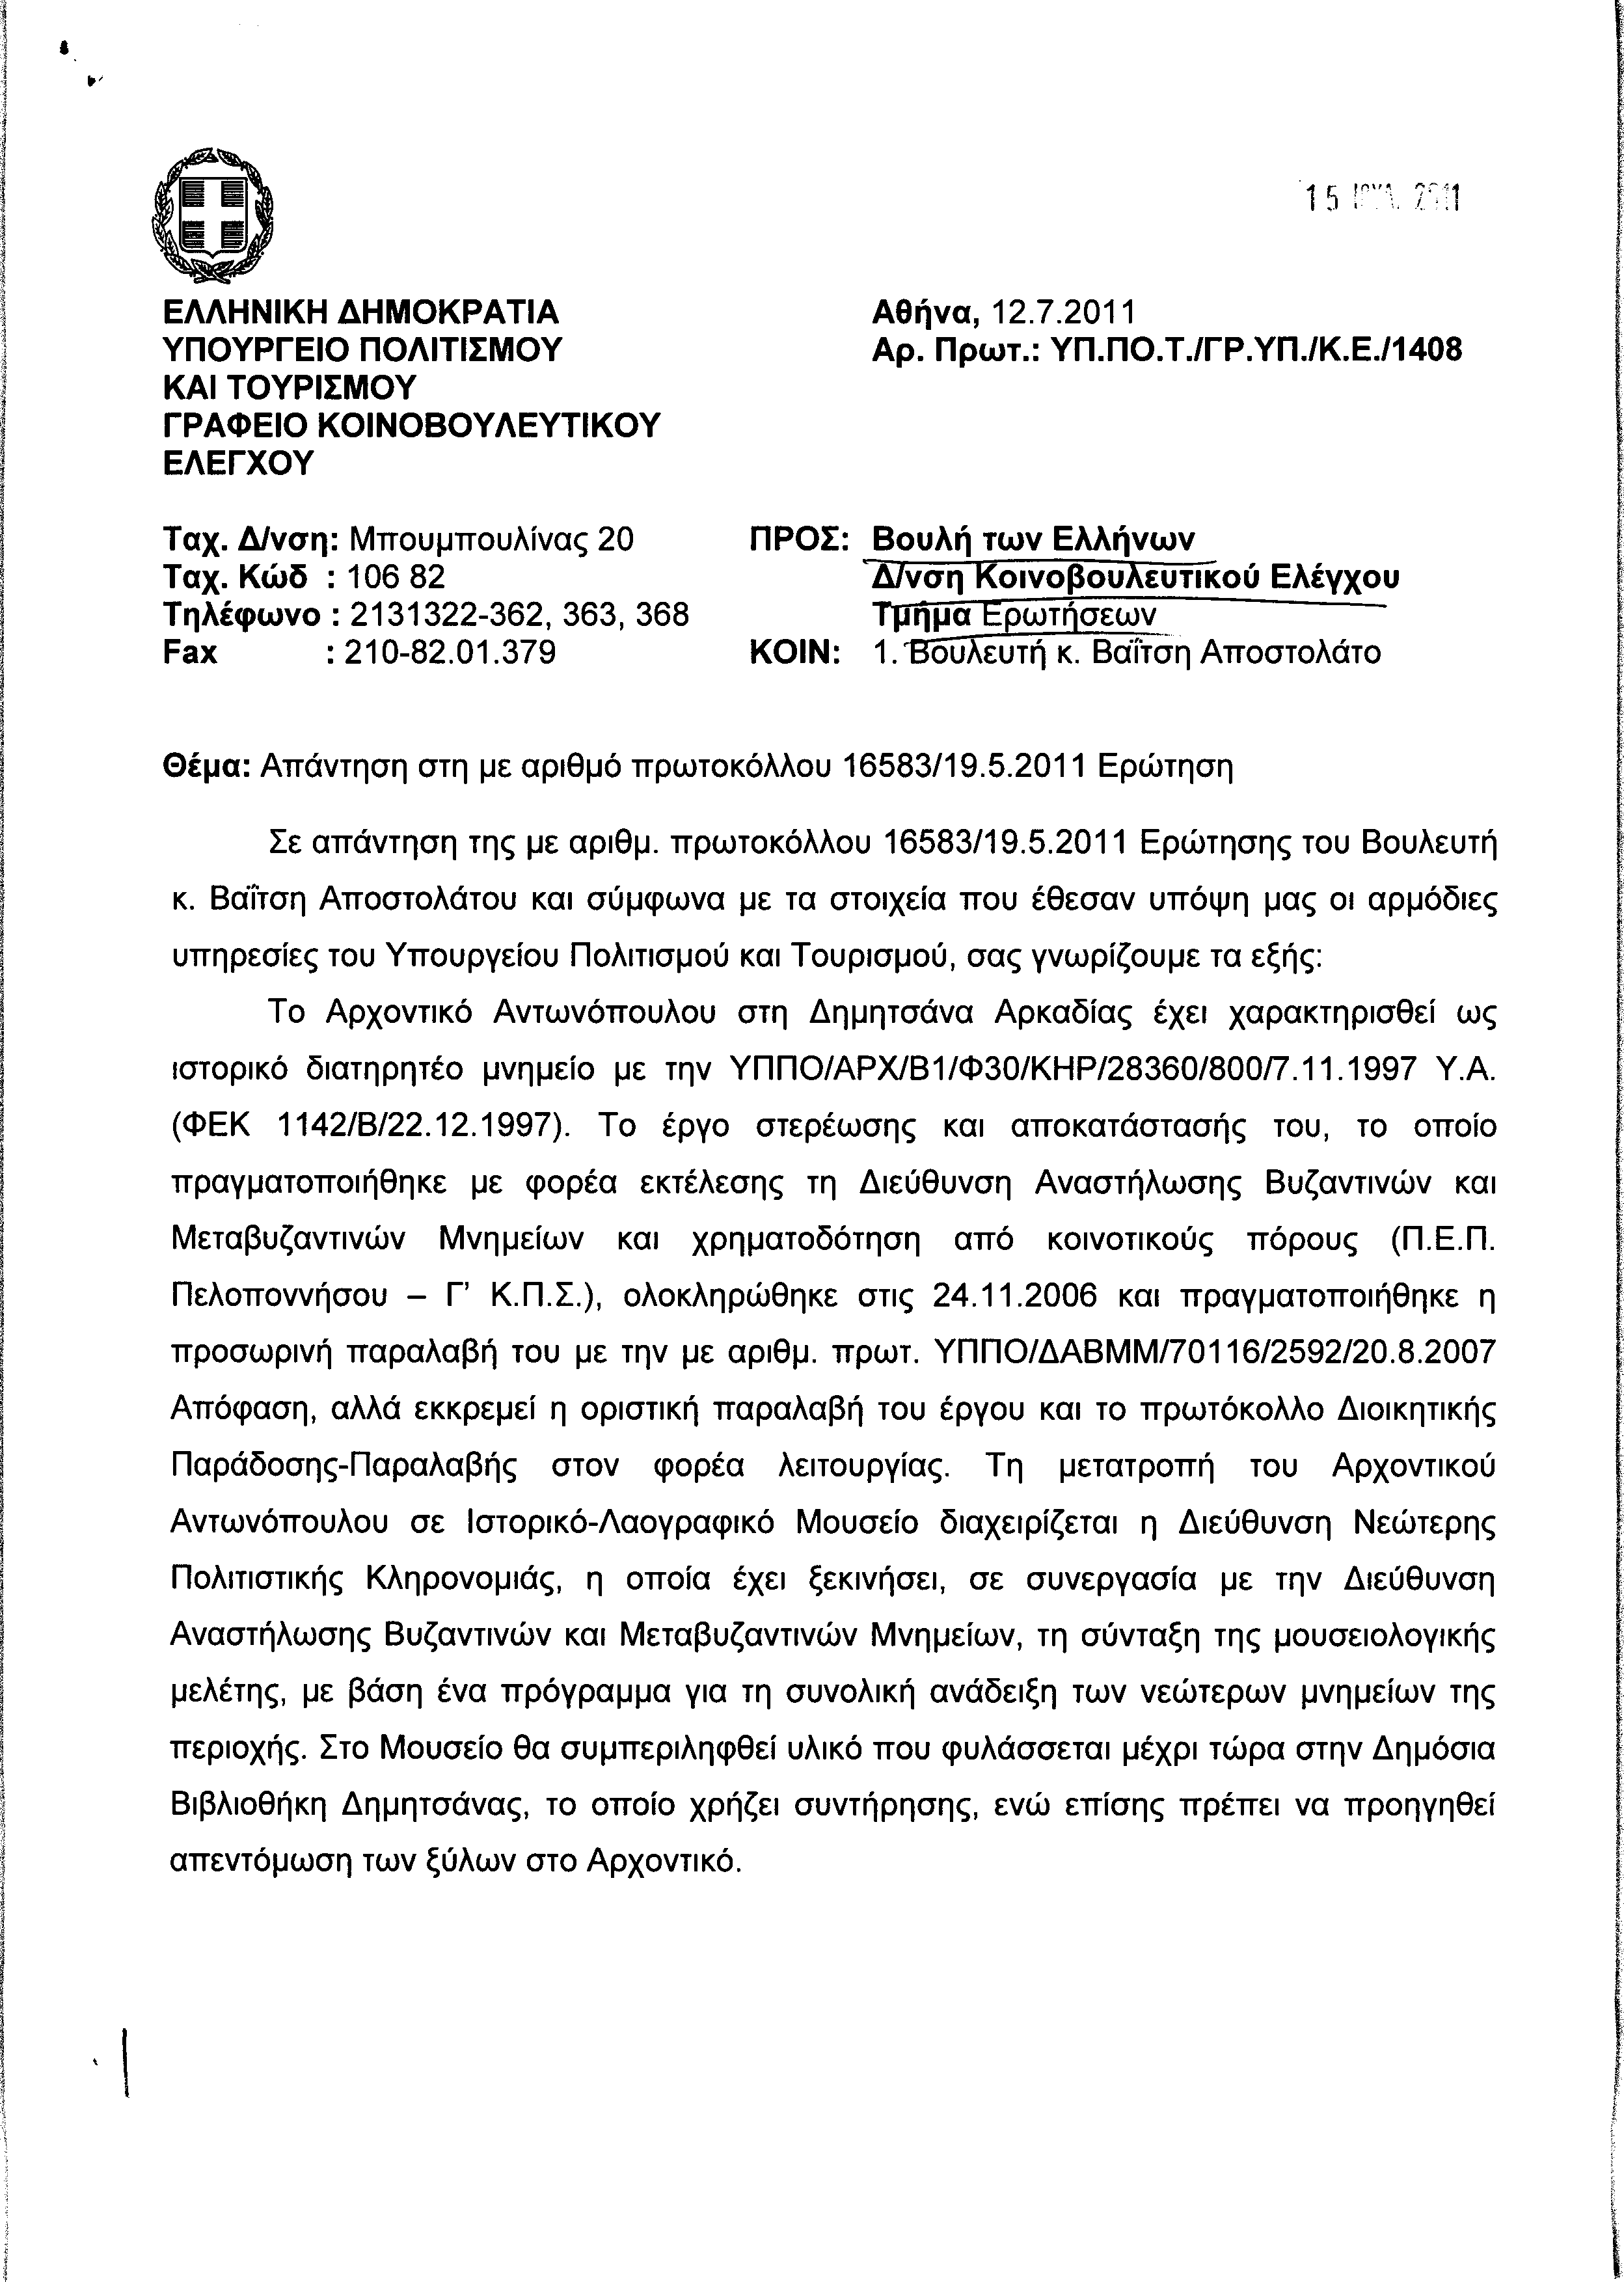 15 ΙΟΥΛ. 2011
ΕΛΛΗΝΙΚΗ ΔΗΜΟΚΡΑΤΙΑ
ΥΠΟΥΡΓΕΙΟ ΠΟΛΙΤΙΣΜΟΥ
ΚΑΙ ΤΟΥΡΙΣΜΟΥ
ΓΡΑΦΕΙΟ ΚΟΙΝΟΒΟΥΛΕΥΤΙΚΟΥ
ΕΛΕΓΧΟΥ
Αθήνα, 12.7.2011
Αρ. Πρωτ.: ΥΠ.ΠΟ.Τ./ΓΡ.ΥΠ./Κ.Ε./1408
Ταχ. Δ/νση: Μπουμπουλίνας 20
Ταχ. Κώδ : 106 82
Τηλέφωνο : 2131322-362, 363, 368
Fax : 210-82.01.379
ΠΡΟΣ: Βουλή των Ελλήνων
Δ/νση Κοινοβουλευτικού Ελέγχου
Τμήμα Ερωτήσεων
ΚΟΙΝ: 1. Βουλευτή κ. Βαΐτση Αποστολάτο
Θέμα: Απάντηση στη με αριθμό πρωτοκόλλου 16583/19.5.2011 Ερώτηση
Σε απάντηση της με αριθμ. πρωτοκόλλου 16583/19.5.2011 Ερώτησης του Βουλευτή
κ. Βαΐτση Αποστολάτου και σύμφωνα με τα στοιχεία που έθεσαν υπόψη μας οι αρμόδιες
υπηρεσίες του Υπουργείου Πολιτισμού και Τουρισμού, σας γνωρίζουμε τα εξής:
Το Αρχοντικό Αντωνόπουλου στη Δημητσάνα Αρκαδίας έχει χαρακτηρισθεί ως
ιστορικό διατηρητέο μνημείο με την ΥΠΠΟ/ΑΡΧ/Β1/Φ30/ΚΗΡ/28360/800/7.11.1997 Υ.Α.
(ΦΕΚ 1142/Β/22.12.1997). Το έργο στερέωσης και αποκατάστασής του, το οποίο
πραγματοποιήθηκε με φορέα εκτέλεσης τη Διεύθυνση Αναστήλωσης Βυζαντινών και
Μεταβυζαντινών Μνημείων και χρηματοδότηση από κοινοτικούς πόρους (Π.Ε.Π.
Πελοποννήσου – Γ’ Κ.Π.Σ.), ολοκληρώθηκε στις 24.11.2006 και πραγματοποιήθηκε η
προσωρινή παραλαβή του με την με αριθμ. πρωτ. ΥΠΠΟ/ΔΑΒΜΜ/70116/2592/20.8.2007
Απόφαση, αλλά εκκρεμεί η οριστική παραλαβή του έργου και το πρωτόκολλο Διοικητικής
Παράδοσης-Παραλαβής στον φορέα λειτουργίας. Τη μετατροπή του Αρχοντικού
Αντωνόπουλου σε Ιστορικό-Λαογραφικό Μουσείο διαχειρίζεται η Διεύθυνση Νεώτερης
Πολιτιστικής Κληρονομιάς, η οποία έχει ξεκινήσει, σε συνεργασία με την Διεύθυνση
Αναστήλωσης Βυζαντινών και Μεταβυζαντινών Μνημείων, τη σύνταξη της μουσειολογικής
μελέτης, με βάση ένα πρόγραμμα για τη συνολική ανάδειξη των νεώτερων μνημείων της
περιοχής. Στο Μουσείο θα συμπεριληφθεί υλικό που φυλάσσεται μέχρι τώρα στην Δημόσια
Βιβλιοθήκη Δημητσάνας, το οποίο χρήζει συντήρησης, ενώ επίσης πρέπει να προηγηθεί
απεντόμωση των ξύλων στο Αρχοντικό.